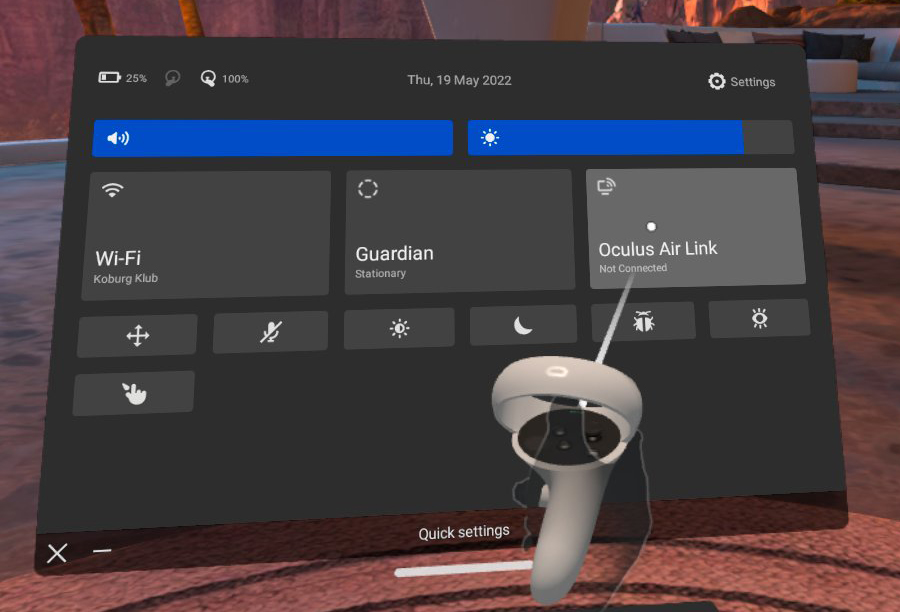 25%
100%
Thu, 19 May 2022
Settings
Wi-Fi
Koburg Klub
Guardian
Stationary
Oculus Air Link
Not Connected
Quick settings